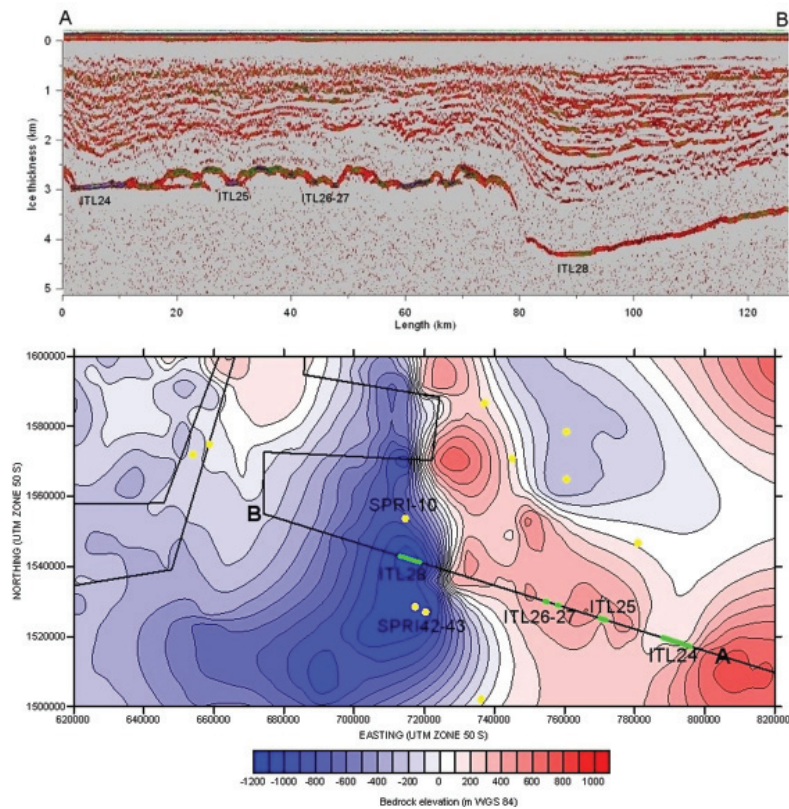 A B
0
1
2
3
4
5
Ice thickness (km)
ITL24 ITL25 ITL26-27 ITL28
0 20 40 60 80 100 120
Length (km)
1600000
1580000
1560000
1540000
1520000
1500000
NORTHING (UTM ZONE 50 S)
SPRI-10
B
ITL28
ITL26-27 ITL25
SPRI42-43
ITL24 A
620000 640000 660000 680000 700000 720000 740000 760000 780000 800000 820000
EASTING (UTM ZONE 50 S)
-1200 -1000 -800 -600 -400 -200 0 200 400 600 800 1000
Bedrock elevation (m WGS 84)